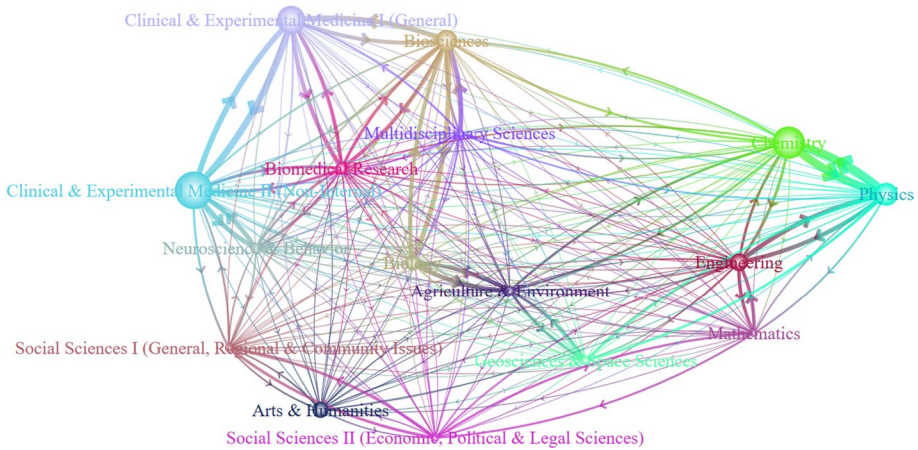 Clinical & Experimental Medicine I (General)
Biosciences
Multidisciplinary Sciences
Chemistry
Biomedical Research
Clinical & Experimental Medicine II (Non-Internal)
Physics
Neuroscience & Behavior
Biology
Engineering
Agriculture & Environment
Mathematics
Social Sciences I (General, Regional & Community Issues)
Geosciences & Space Sciences
Arts & Humanities
Social Sciences II (Economic, Political & Legal Sciences)